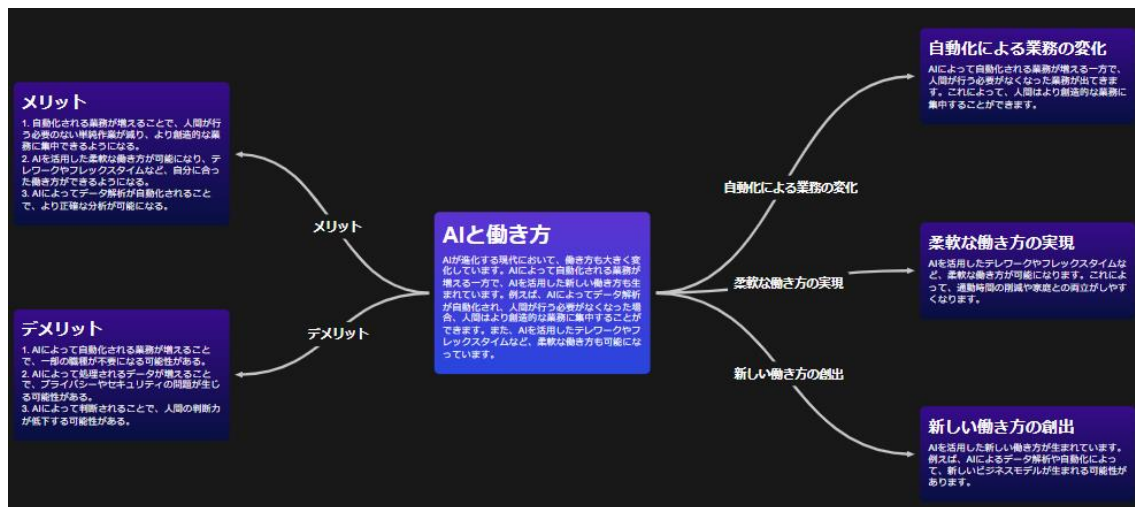 自動化による業務の変化
AIによって自動化される業務が増える一方で、
人間が行う必要がなくなった業務が出てきま
す。これによって、人間はより創造的な業務に
集中することができます。
メリット
1. 自動化される業務が増えることで、人間が行
う必要のない単純作業が減り、より創造的な業
務に集中できるようになる。
2. AIを活用した柔軟な働き方が可能になり、テ
レワークやフレックスタイムなど、自分に合っ
た働き方ができるようになる。
3. AIによってデータ解析が自動化されること
で、より正確な分析が可能になる。
自動化による業務の変化
メリット
AIと働き方
AIが進化する現代において、働き方も大きく変
化しています。AIによって自動化される業務が
増える一方で、AIを活用した新しい働き方も生
まれています。例えば、AIによってデータ解析
が自動化され、人間が行う必要がなくなった場
合、人間はより創造的な業務に集中することが
できます。また、AIを活用したテレワークやフ
レックスタイムなど、柔軟な働き方も可能にな
っています。
柔軟な働き方の実現
柔軟な働き方の実現
AIを活用したテレワークやフレックスタイムな
ど、柔軟な働き方が可能になります。これによ
って、通勤時間の削減や家庭との両立がしやす
くなります。
デメリット
デメリット
1. AIによって自動化される業務が増えること
で、一部の職種が不要になる可能性がある。
2. AIによって処理されるデータが増えること
で、プライバシーやセキュリティの問題が生じ
る可能性がある。
3. AIによって判断されることで、人間の判断力
が低下する可能性がある。
新しい働き方の創出
新しい働き方の創出
AIを活用した新しい働き方が生まれています。
例えば、AIによるデータ解析や自動化によっ
て、新しいビジネスモデルが生まれる可能性が
あります。